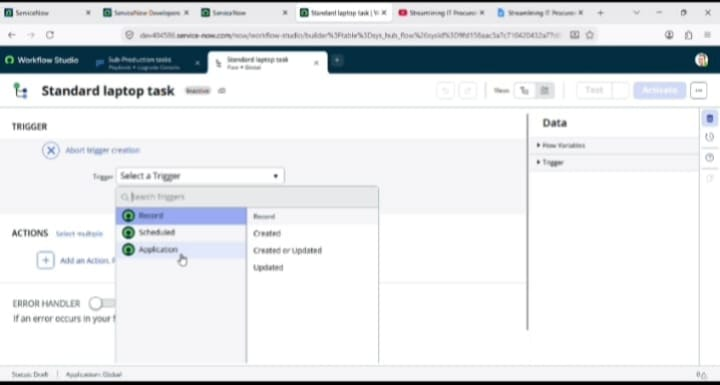 ServiceNow
ServiceNow Developers
ServiceNow
Standard laptop task | W
Streamlining IT Procure
Streamlining IT Procure
Workflow Studio
Sub Production tasks
Standard laptop task
Flow • Global
Standard laptop task
Inactive
View
Test
Activate
TRIGGER
Abort trigger creation
Trigger
Select a Trigger
Search triggers
Record
Scheduled
Application
Record
Created
Created or Updated
Updated
ACTIONS
Select multiple
Add an Action, F
ERROR HANDLER
If an error occurs in your f
Data
Flow Variables
Trigger
Status: Draft
Application: Global